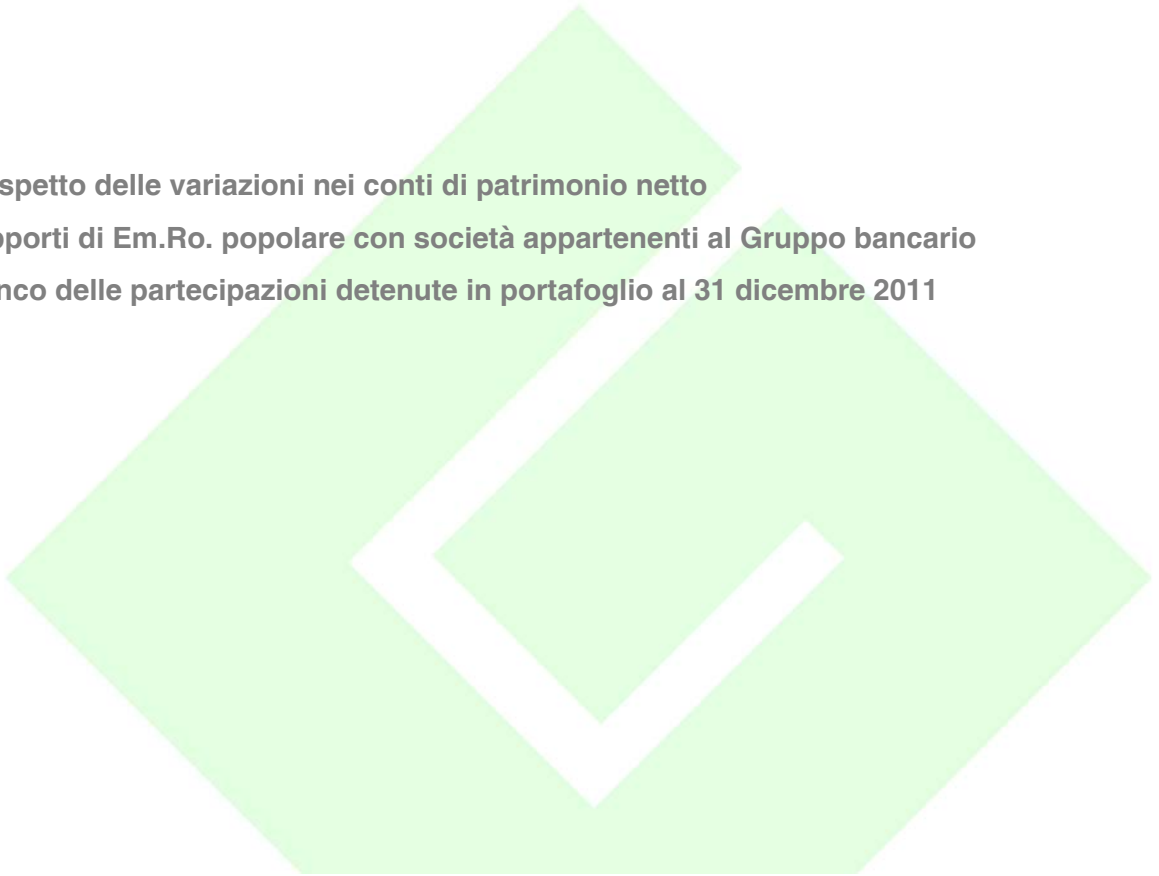 spetto delle variazioni nei conti di patrimonio netto
pporti di Em.Ro. popolare con società appartenenti al Gruppo bancario
nco delle partecipazioni detenute in portafoglio al 31 dicembre 2011